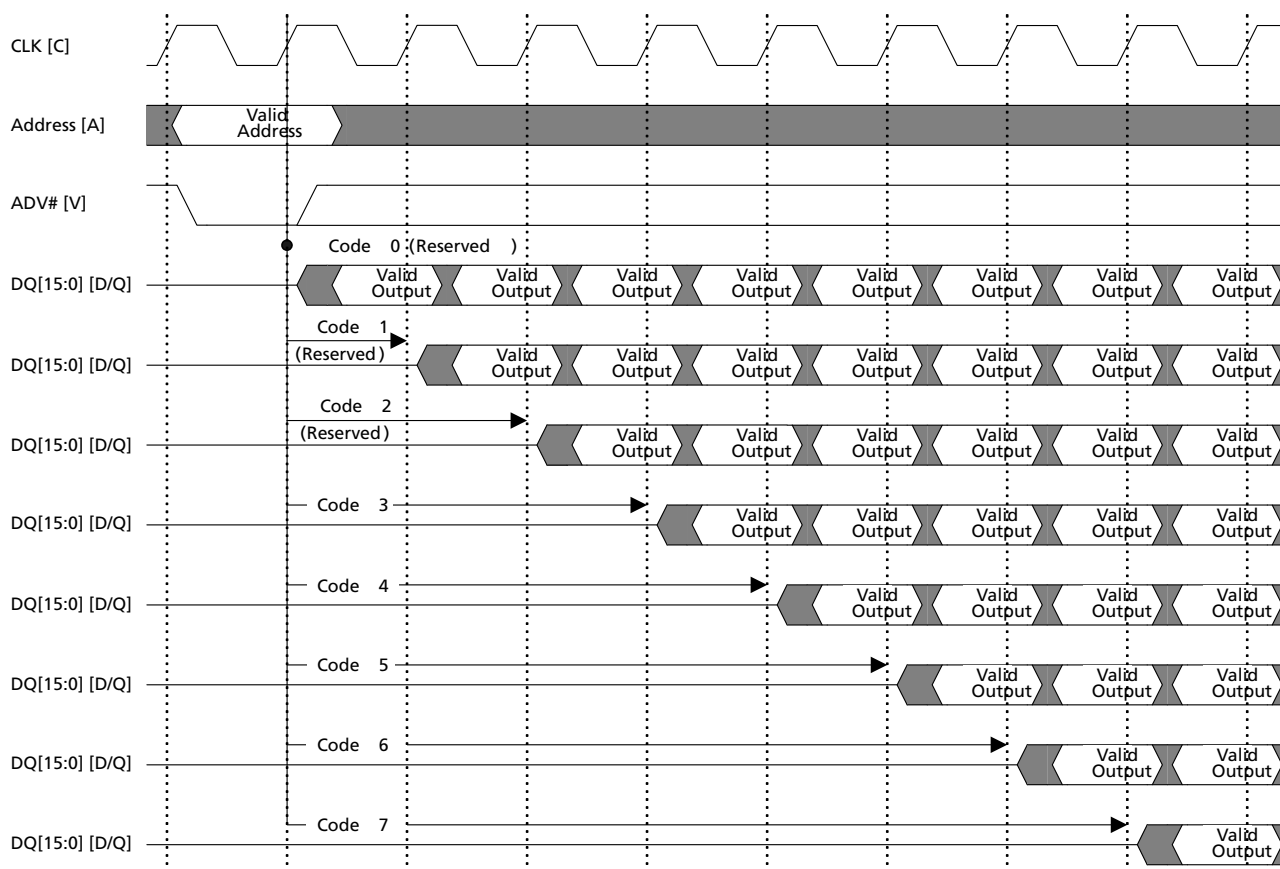 CLK [C]
Address [A]
Valid
Address
ADV# [V]
Code 0 (Reserved )
DQ[15:0] [D/Q]
Valid Valid Valid Valid Valid Valid Valid Valid
Output Output Output Output Output Output Output Output
Code 1
(Reserved)
DQ[15:0] [D/Q]
Valid Valid Valid Valid Valid Valid Valid
Output Output Output Output Output Output Output
Code 2
(Reserved)
DQ[15:0] [D/Q]
Valid Valid Valid Valid Valid Valid
Output Output Output Output Output Output
Code 3
DQ[15:0] [D/Q]
Valid Valid Valid Valid Valid
Output Output Output Output Output
Code 4
DQ[15:0] [D/Q]
Valid Valid Valid Valid
Output Output Output Output
Code 5
DQ[15:0] [D/Q]
Valid Valid Valid
Output Output Output
Code 6
DQ[15:0] [D/Q]
Valid Valid
Output Output
Code 7
DQ[15:0] [D/Q]
Valid
Output